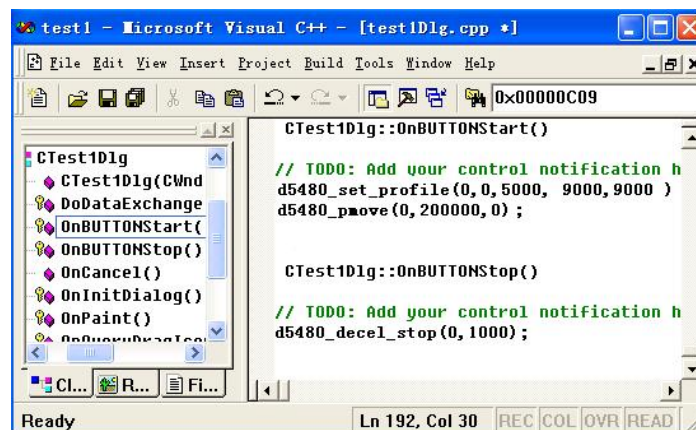 test1 - Microsoft Visual C++ - [test1Dlg.cpp *]
File Edit View Insert Project Build Tools Window Help
0x00000C09
CTest1Dlg
CTest1Dlg(CWnd
DoDataExchange
OnBUTTONStart(
OnBUTTONStop()
OnCancel()
OnInitDialog()
OnPaint()
OnQueryDragIco
Cl... R... Fi...
CTest1Dlg::OnBUTTONStart()
// TODO: Add your control notification h
d5480_set_profile(0,0,5000, 9000,9000 )
d5480_pmove(0,200000,0) ;
CTest1Dlg::OnBUTTONStop()
// TODO: Add your control notification h
d5480_decel_stop(0,1000);
Ready
Ln 192, Col 30 REC COL OVR READ